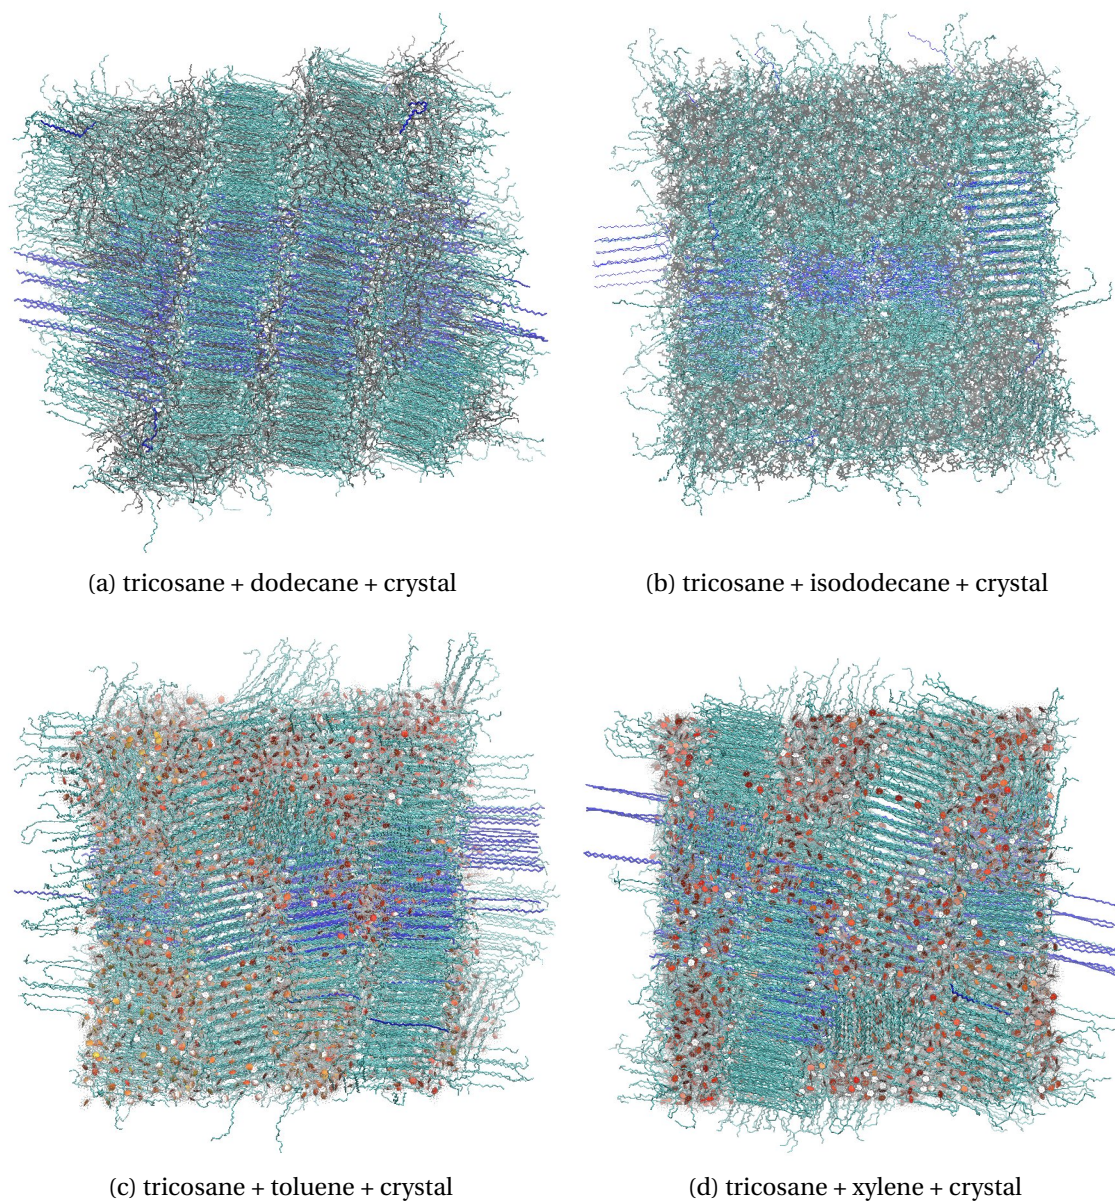 (a) tricosane + dodecane + crystal
(b) tricosane + isododecane + crystal
(c) tricosane + toluene + crystal
(d) tricosane + xylene + crystal